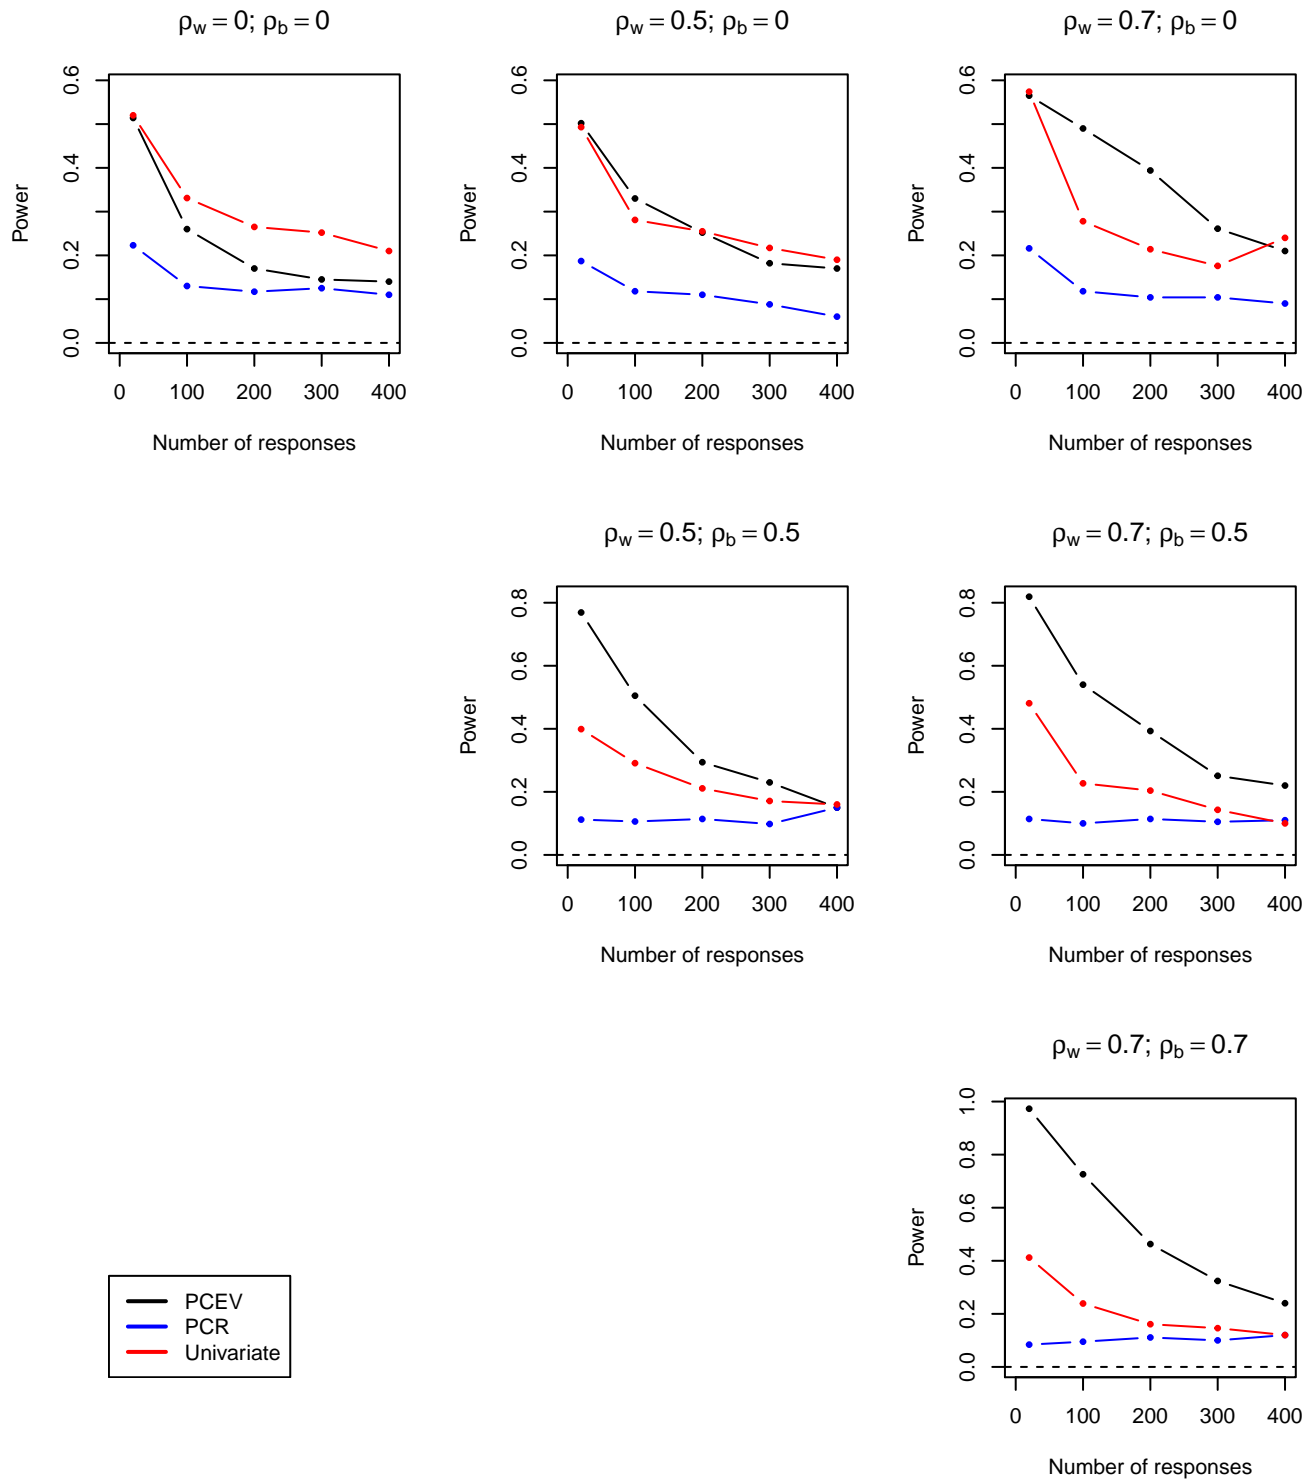 ρw = 0; ρb = 0
ρw = 0.5; ρb = 0
ρw = 0.7; ρb = 0
Power
0.0 0.2 0.4 0.6
0 100 200 300 400
Number of responses
Power
0.0 0.2 0.4 0.6
0 100 200 300 400
Number of responses
Power
0.0 0.2 0.4 0.6
0 100 200 300 400
Number of responses
ρw = 0.5; ρb = 0.5
ρw = 0.7; ρb = 0.5
Power
0.0 0.2 0.4 0.6 0.8
0 100 200 300 400
Number of responses
Power
0.0 0.2 0.4 0.6 0.8
0 100 200 300 400
Number of responses
ρw = 0.7; ρb = 0.7
Power
0.0 0.2 0.4 0.6 0.8 1.0
0 100 200 300 400
Number of responses
PCEV
PCR
Univariate